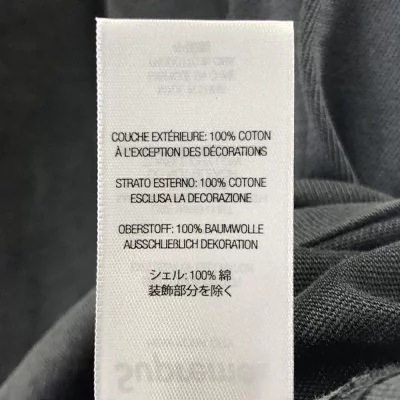 COUCHE EXTÉRIEURE: 100% COTON
À L'EXCEPTION DES DÉCORATIONS
STRATO ESTERNO: 100% COTONE
ESCLUSA LA DECORAZIONE
OBERSTOFF: 100% BAUMWOLLE
AUSSCHLIEßLICH DEKORATION
シェル: 100% 綿
装飾部分を除く
Supreme